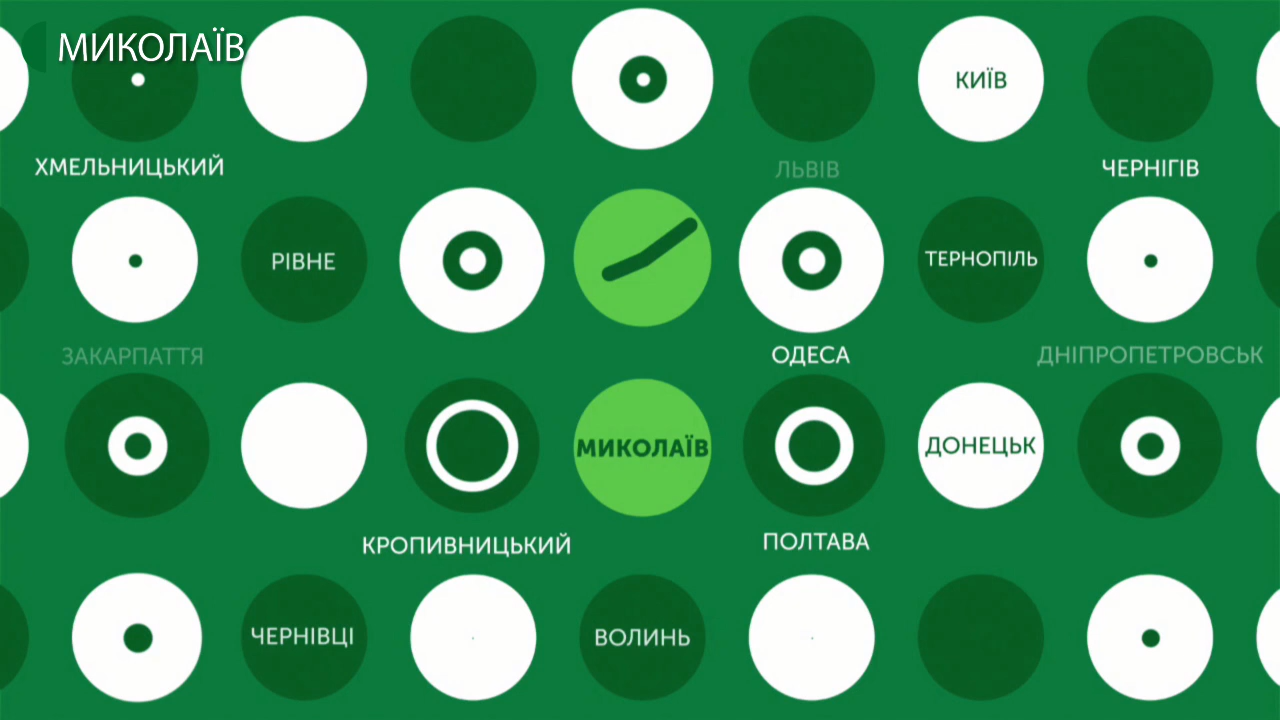 МИКОЛАЇВ
КИЇВ
ХМЕЛЬНИЦЬКИЙ
ЛЬВІВ
ЧЕРНІГІВ
РІВНЕ
ТЕРНОПІЛЬ
ЗАКАРПАТТЯ
ОДЕСА
ДНІПРОПЕТРОВСЬК
МИКОЛАЇВ
ДОНЕЦЬК
КРОПИВНИЦЬКИЙ
ПОЛТАВА
ЧЕРНІВЦІ
ВОЛИНЬ